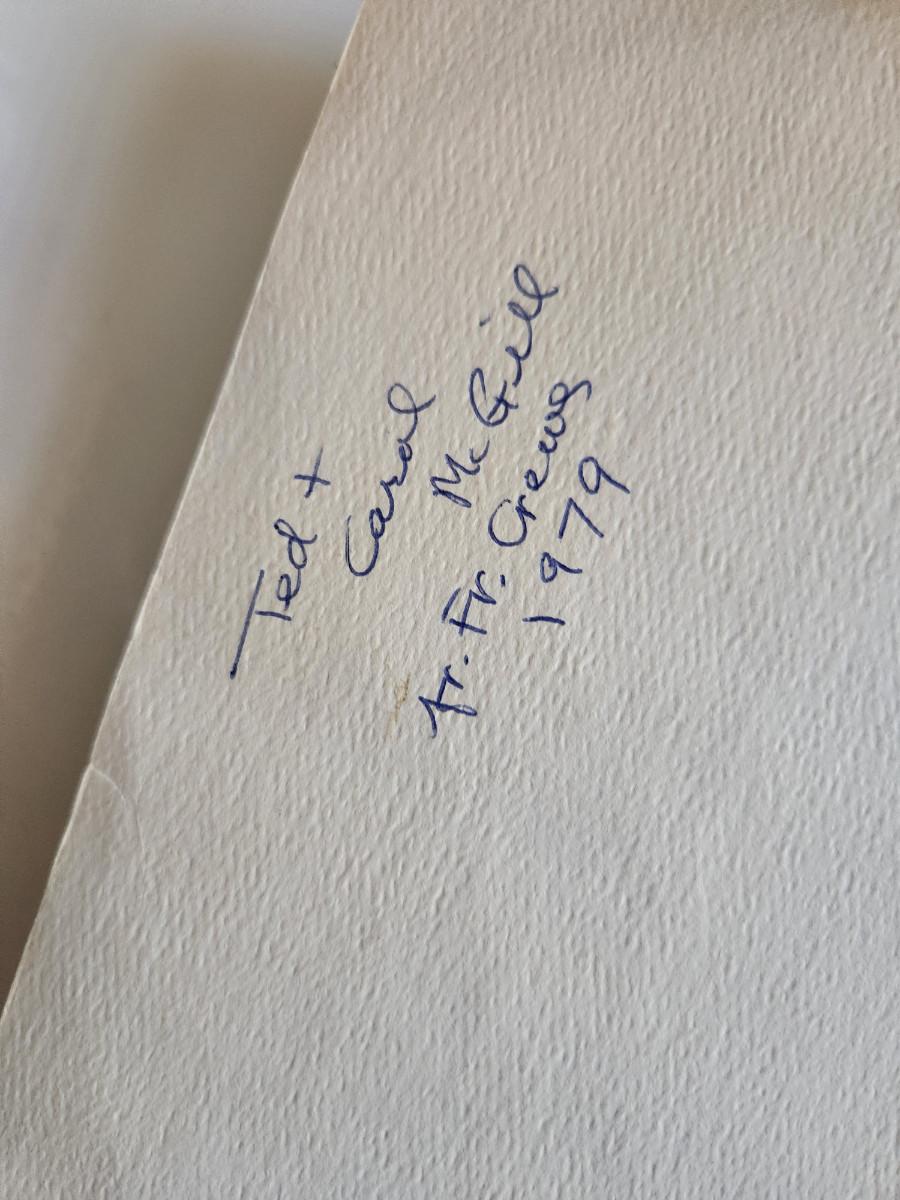 Ted +
Carol
McGill
fr. Fr. Crews
1979